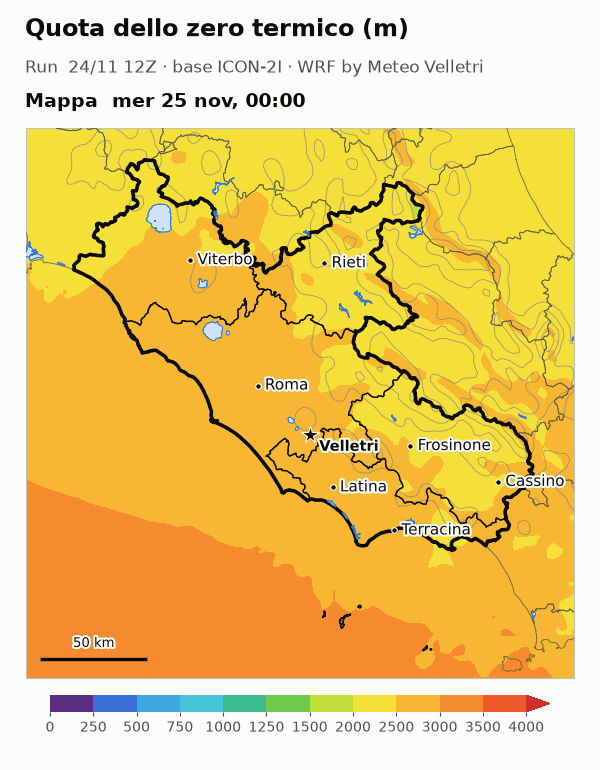 Quota dello zero termico (m)
Run  24/11 12Z · base ICON-2I · WRF by Meteo Velletri
Mappa  mer 25 nov, 00:00
Viterbo
Rieti
Roma
Velletri
Frosinone
Latina
Cassino
Terracina
50 km
0 250 500 750 1000 1250 1500 2000 2500 3000 3500 4000